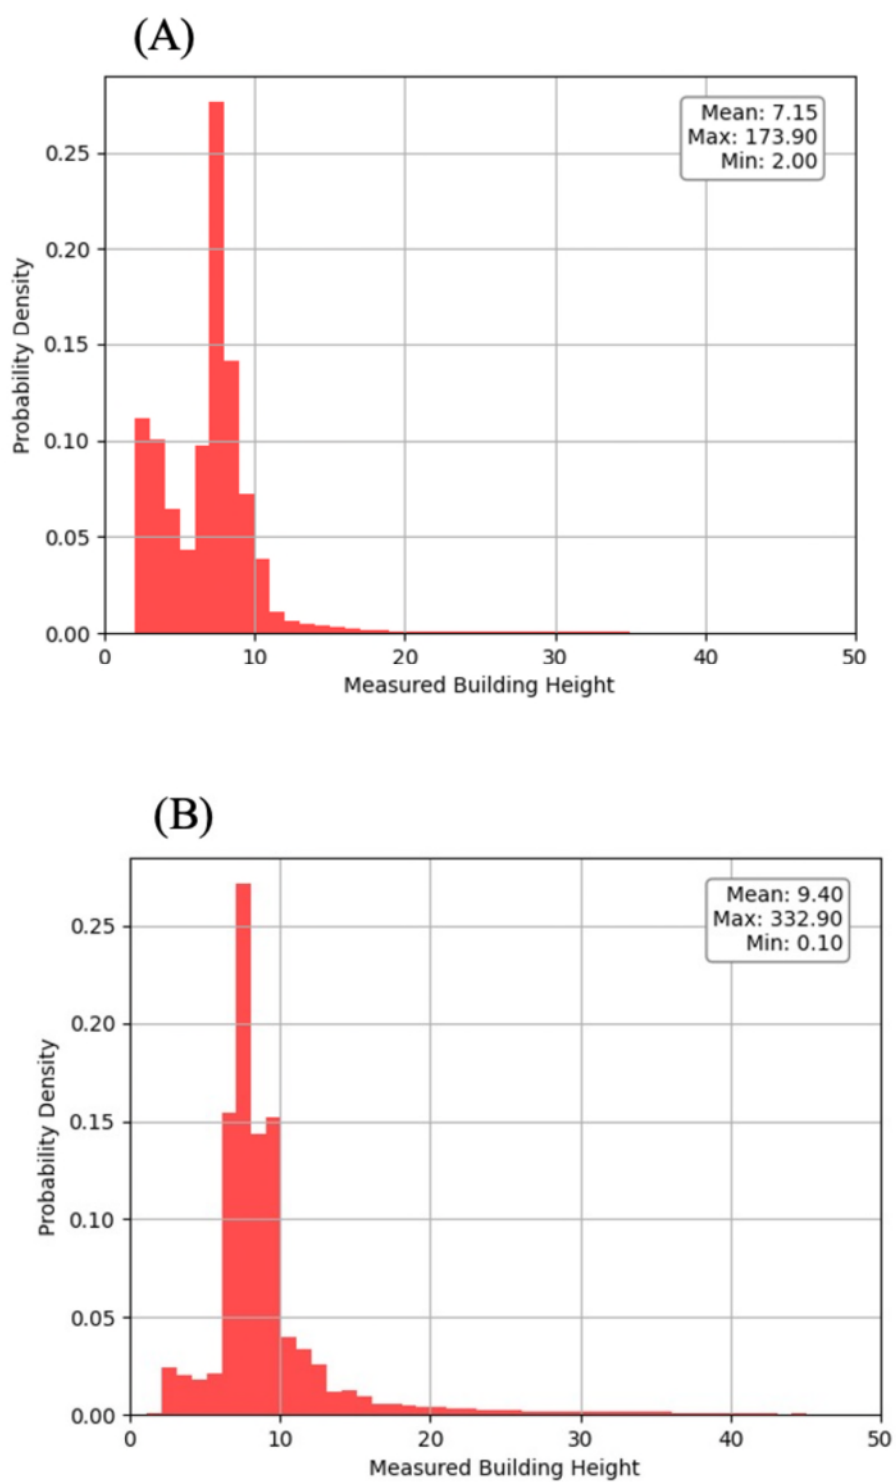 (A)
Mean: 7.15
Max: 173.90
Min: 2.00
0.25
0.20
0.15
0.10
0.05
0.00
Probability Density
0 10 20 30 40 50
Measured Building Height
(B)
Mean: 9.40
Max: 332.90
Min: 0.10
0.25
0.20
0.15
0.10
0.05
0.00
Probability Density
0 10 20 30 40 50
Measured Building Height